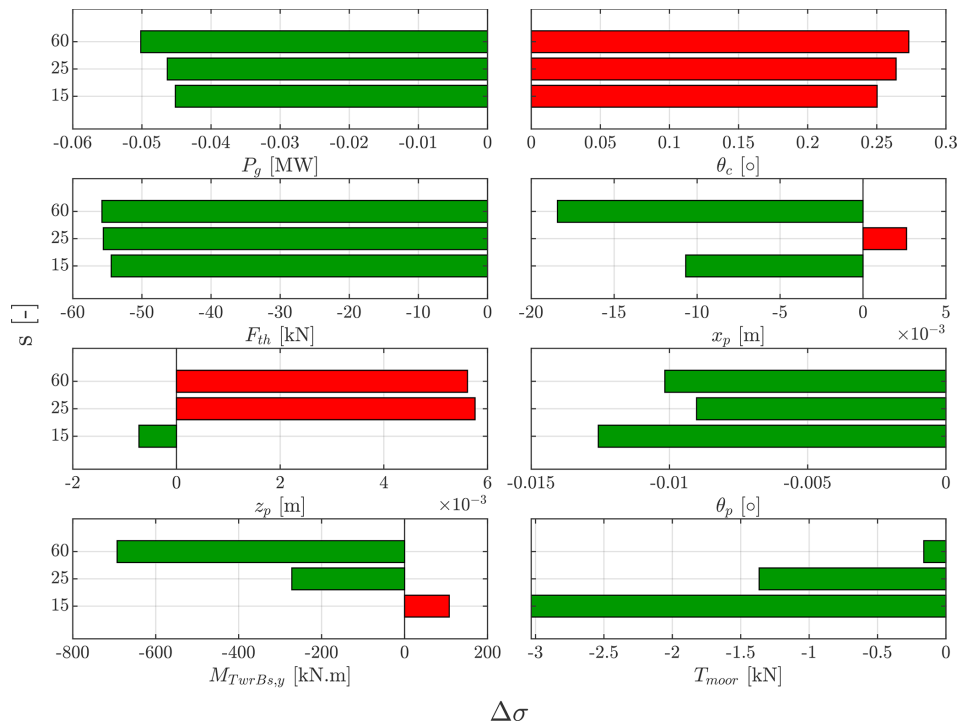 60
25
15
-0.06 -0.05 -0.04 -0.03 -0.02 -0.01 0
P_g [MW]
0 0.05 0.1 0.15 0.2 0.25 0.3
θ_c [∘]
60
25
15
-60 -50 -40 -30 -20 -10 0
F_th [kN]
-20 -15 -10 -5 0 5
x_p [m]
×10⁻³
s [-]
60
25
15
-2 0 2 4 6
z_p [m]
×10⁻³
-0.015 -0.01 -0.005 0
θ_p [∘]
60
25
15
-800 -600 -400 -200 0 200
M_TwrBs,y [kN.m]
-3 -2.5 -2 -1.5 -1 -0.5 0
T_moor [kN]
Δσ